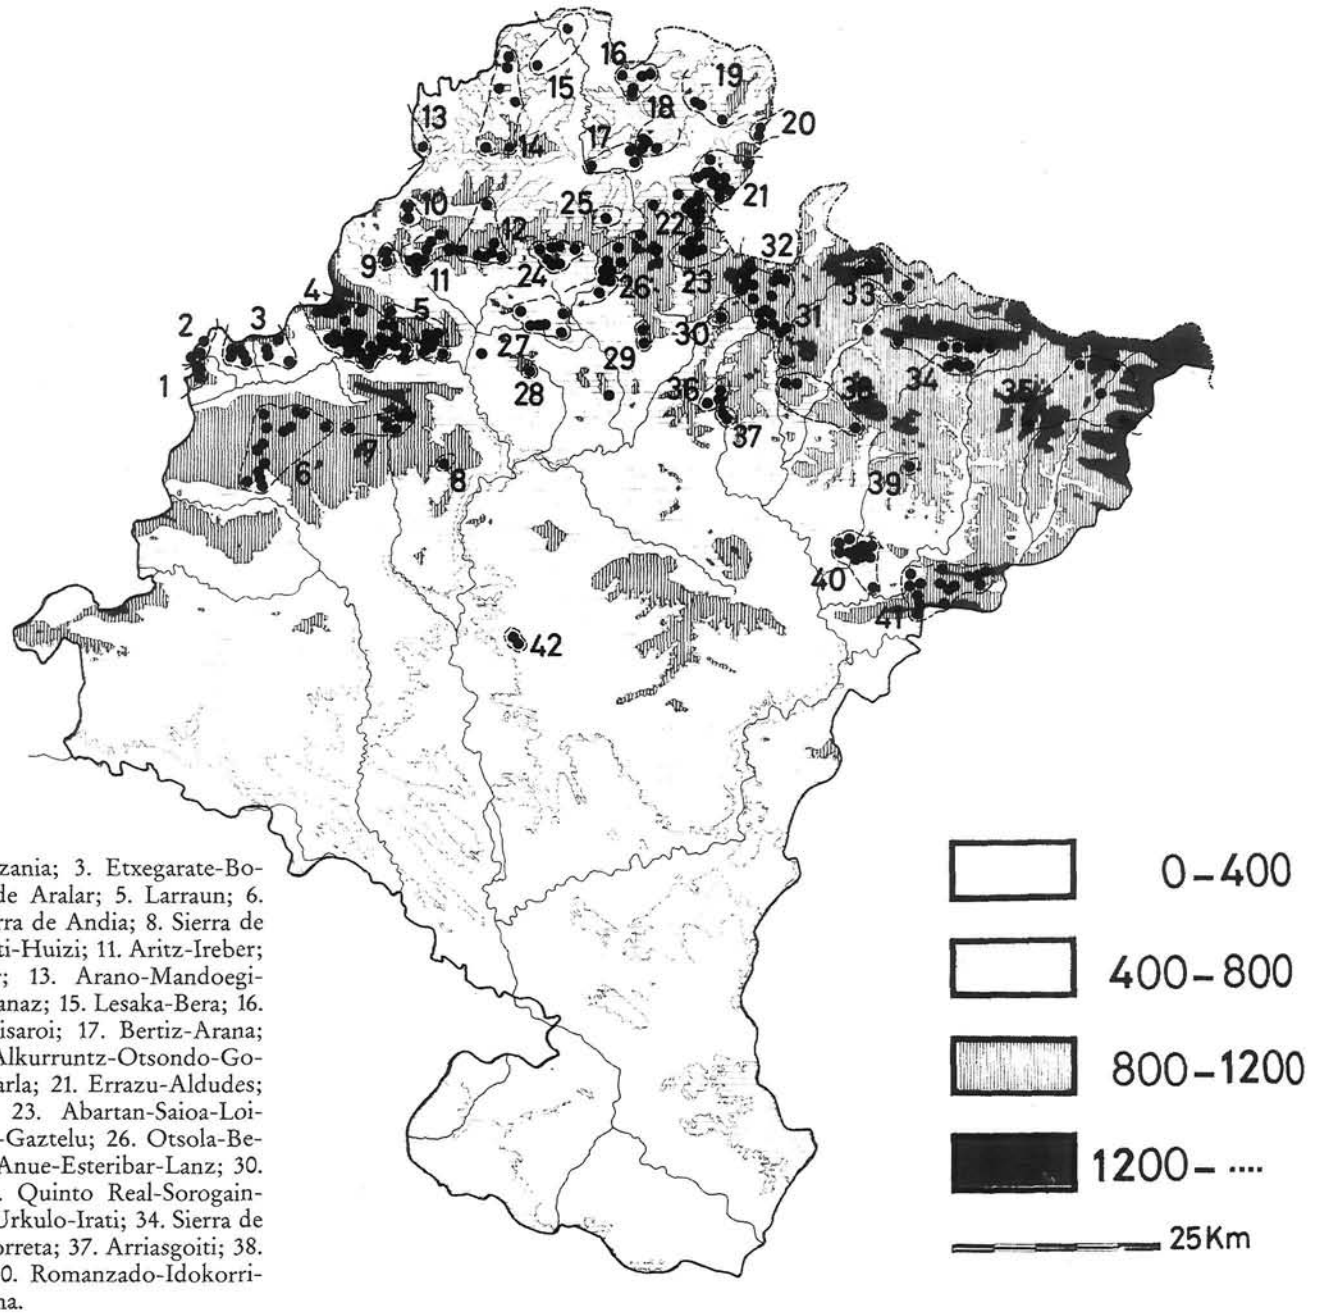 15
16
19
13
18
20
14
17
21
10
25
22
12
32
9
11
24
23
26
33
4
5
30
31
2
3
27
29
34
35
1
28
36
38
37
7
6
8
39
40
41
42
0-400
400-800
800-1200
1200- ....
25Km
zania; 3. Etxegarate-Bo-
de Aralar; 5. Larraun; 6.
rra de Andia; 8. Sierra de
ti-Huizi; 11. Aritz-Ireber;
; 13. Arano-Mandoegi-
anaz; 15. Lesaka-Bera; 16.
isaroi; 17. Bertiz-Arana;
Alkurruntz-Otsondo-Go-
arla; 21. Errazu-Aldudes;
23. Abartan-Saioa-Loi-
-Gaztelu; 26. Otsola-Be-
Anue-Esteribar-Lanz; 30.
. Quinto Real-Sorogain-
Urkulo-Irati; 34. Sierra de
orreta; 37. Arriasgoiti; 38.
0. Romanzado-Idokorri-
na.